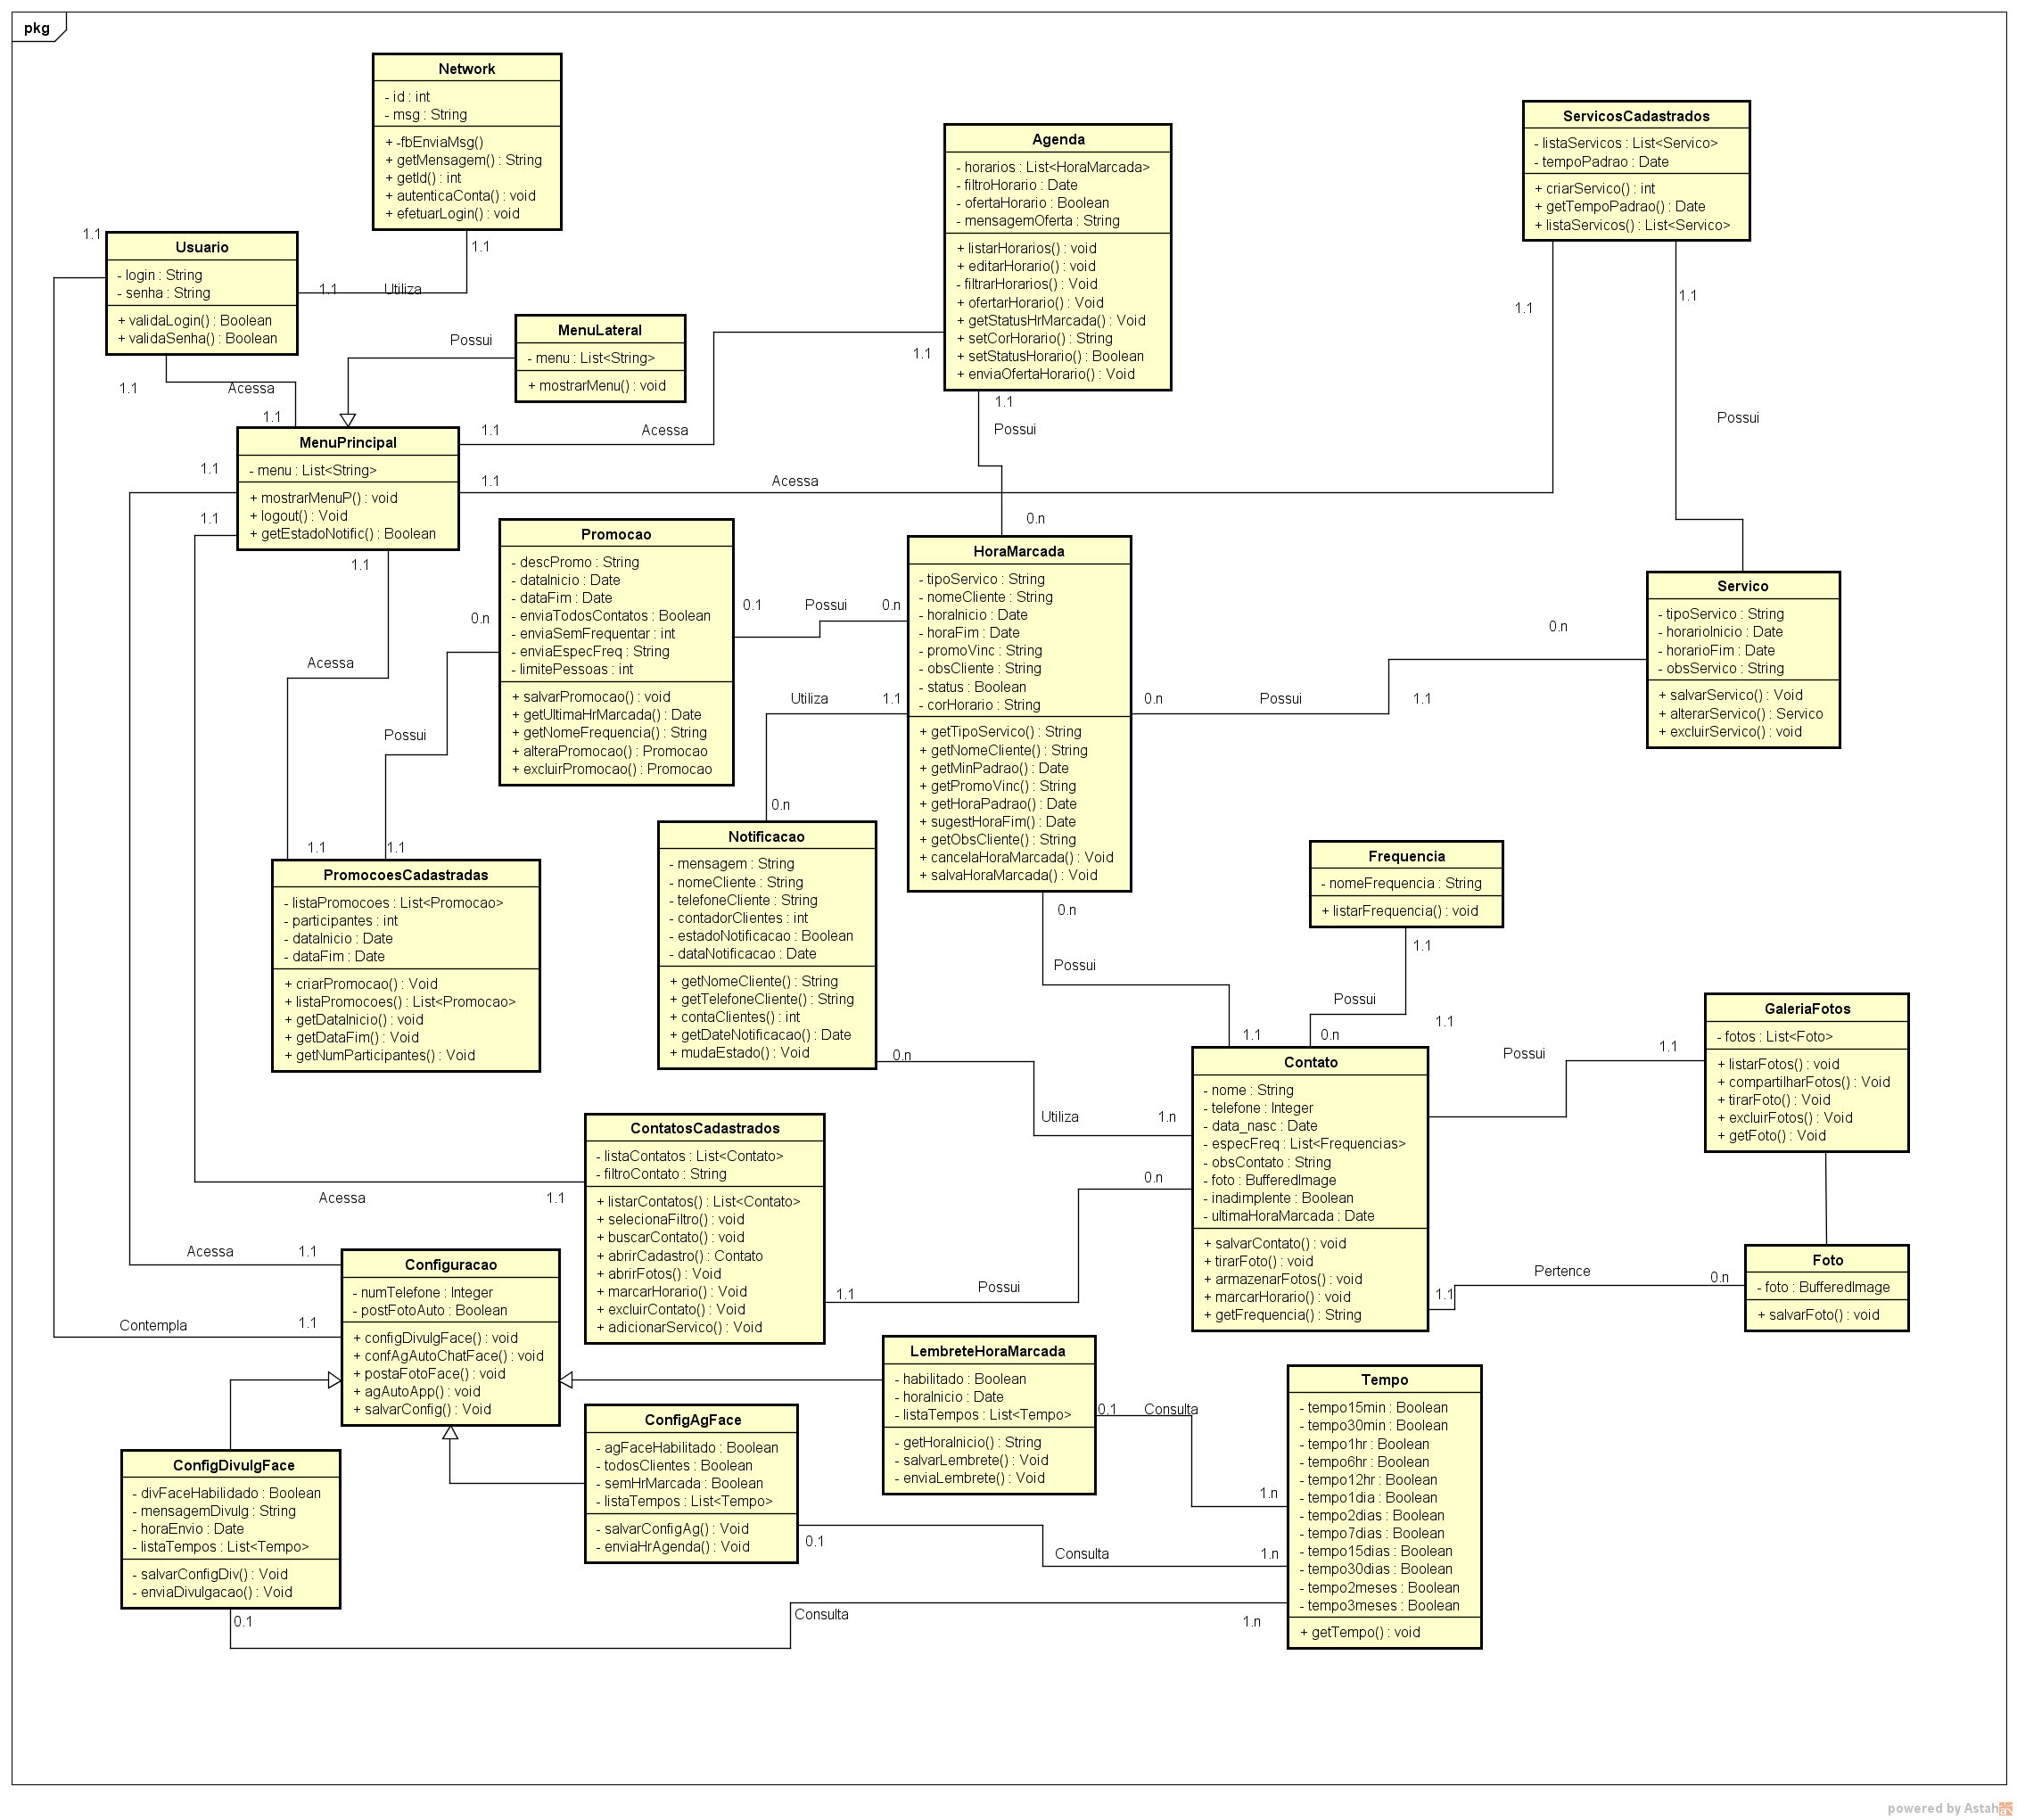 pkg
Network
- id : int
- msg : String
+ -fbEnviaMsg()
+ getMensagem() : String
+ getId() : int
+ autenticaConta() : void
+ efetuarLogin() : void
1.1
Usuario
- login : String
- senha : String
+ validaLogin() : Boolean
+ validaSenha() : Boolean
1.1
1.1
Utiliza
MenuLateral
- menu : List<String>
+ mostrarMenu() : void
Possui
1.1
Acessa
1.1
MenuPrincipal
- menu : List<String>
+ mostrarMenuP() : void
+ logout() : Void
+ getEstadoNotific() : Boolean
1.1
1.1
1.1
Acessa
1.1
1.1
Acessa
1.1
Agenda
- horarios : List<HoraMarcada>
- filtroHorario : Date
- ofertaHorario : Boolean
- mensagemOferta : String
+ listarHorarios() : void
+ editarHorario() : void
- filtrarHorarios() : Void
+ ofertarHorario() : Void
+ getStatusHrMarcada() : Void
+ setCorHorario() : String
+ setStatusHorario() : Boolean
+ enviaOfertaHorario() : Void
1.1
Possui
0.n
ServicosCadastrados
- listaServicos : List<Servico>
- tempoPadrao : Date
+ criarServico() : int
+ getTempoPadrao() : Date
+ listaServicos() : List<Servico>
1.1
1.1
Possui
Servico
- tipoServico : String
- horarioInicio : Date
- horarioFim : Date
- obsServico : String
+ salvarServico() : Void
+ alterarServico() : Servico
+ excluirServico() : void
0.n
0.n
Possui
1.1
Promocao
- descPromo : String
- dataInicio : Date
- dataFim : Date
- enviaTodosContatos : Boolean
- enviaSemFrequentar : int
- enviaEspecFreq : String
- limitePessoas : int
+ salvarPromocao() : void
+ getUltimaHrMarcada() : Date
+ getNomeFrequencia() : String
+ alteraPromocao() : Promocao
+ excluirPromocao() : Promocao
0.n
0.1
Possui
0.n
HoraMarcada
- tipoServico : String
- nomeCliente : String
- horaInicio : Date
- horaFim : Date
- promoVinc : String
- obsCliente : String
- status : Boolean
- corHorario : String
+ getTipoServico() : String
+ getNomeCliente() : String
+ getMinPadrao() : Date
+ getPromoVinc() : String
+ getHoraPadrao() : Date
+ sugestHoraFim() : Date
+ getObsCliente() : String
+ cancelaHoraMarcada() : Void
+ salvaHoraMarcada() : Void
Acessa
Possui
1.1
1.1
Utiliza
1.1
0.n
PromocoesCadastradas
- listaPromocoes : List<Promocao>
- participantes : int
- dataInicio : Date
- dataFim : Date
+ criarPromocao() : Void
+ listaPromocoes() : List<Promocao>
+ getDataInicio() : void
+ getDataFim() : Void
+ getNumParticipantes() : Void
Notificacao
- mensagem : String
- nomeCliente : String
- telefoneCliente : String
- contadorClientes : int
- estadoNotificacao : Boolean
- dataNotificacao : Date
+ getNomeCliente() : String
+ getTelefoneCliente() : String
+ contaClientes() : int
+ getDateNotificacao() : Date
+ mudaEstado() : Void
0.n
Utiliza
1.n
0.n
Possui
1.1
Frequencia
- nomeFrequencia : String
+ listarFrequencia() : void
1.1
Possui
0.n
Contato
- nome : String
- telefone : Integer
- data_nasc : Date
- especFreq : List<Frequencias>
- obsContato : String
- foto : BufferedImage
- inadimplente : Boolean
- ultimaHoraMarcada : Date
+ salvarContato() : void
+ tirarFoto() : void
+ armazenarFotos() : void
+ marcarHorario() : void
+ getFrequencia() : String
1.1
Possui
1.1
GaleriaFotos
- fotos : List<Foto>
+ listarFotos() : void
+ compartilharFotos() : Void
+ tirarFoto() : Void
+ excluirFotos() : Void
+ getFoto() : Void
Foto
- foto : BufferedImage
+ salvarFoto() : void
Pertence
0.n
1.1
ContatosCadastrados
- listaContatos : List<Contato>
- filtroContato : String
+ listarContatos() : List<Contato>
+ selecionaFiltro() : void
+ buscarContato() : void
+ abrirCadastro() : Contato
+ abrirFotos() : Void
+ marcarHorario() : Void
+ excluirContato() : Void
+ adicionarServico() : Void
Acessa
1.1
0.n
Possui
1.1
Acessa
1.1
Contempla
1.1
Configuracao
- numTelefone : Integer
- postFotoAuto : Boolean
+ configDivulgFace() : void
+ confAgAutoChatFace() : void
+ postaFotoFace() : void
+ agAutoApp() : void
+ salvarConfig() : Void
LembreteHoraMarcada
- habilitado : Boolean
- horaInicio : Date
- listaTempos : List<Tempo>
- getHoraInicio() : String
- salvarLembrete() : Void
- enviaLembrete() : Void
0.1
Consulta
1.n
ConfigAgFace
- agFaceHabilitado : Boolean
- todosClientes : Boolean
- semHrMarcada : Boolean
- listaTempos : List<Tempo>
- salvarConfigAg() : Void
- enviaHrAgenda() : Void
0.1
Consulta
1.n
ConfigDivulgFace
- divFaceHabilidado : Boolean
- mensagemDivulg : String
- horaEnvio : Date
- listaTempos : List<Tempo>
- salvarConfigDiv() : Void
- enviaDivulgacao() : Void
0.1
Consulta
1.n
Tempo
- tempo15min : Boolean
- tempo30min : Boolean
- tempo1hr : Boolean
- tempo6hr : Boolean
- tempo12hr : Boolean
- tempo1dia : Boolean
- tempo2dias : Boolean
- tempo7dias : Boolean
- tempo15dias : Boolean
- tempo30dias : Boolean
- tempo2meses : Boolean
- tempo3meses : Boolean
+ getTempo() : void
powered by Astah